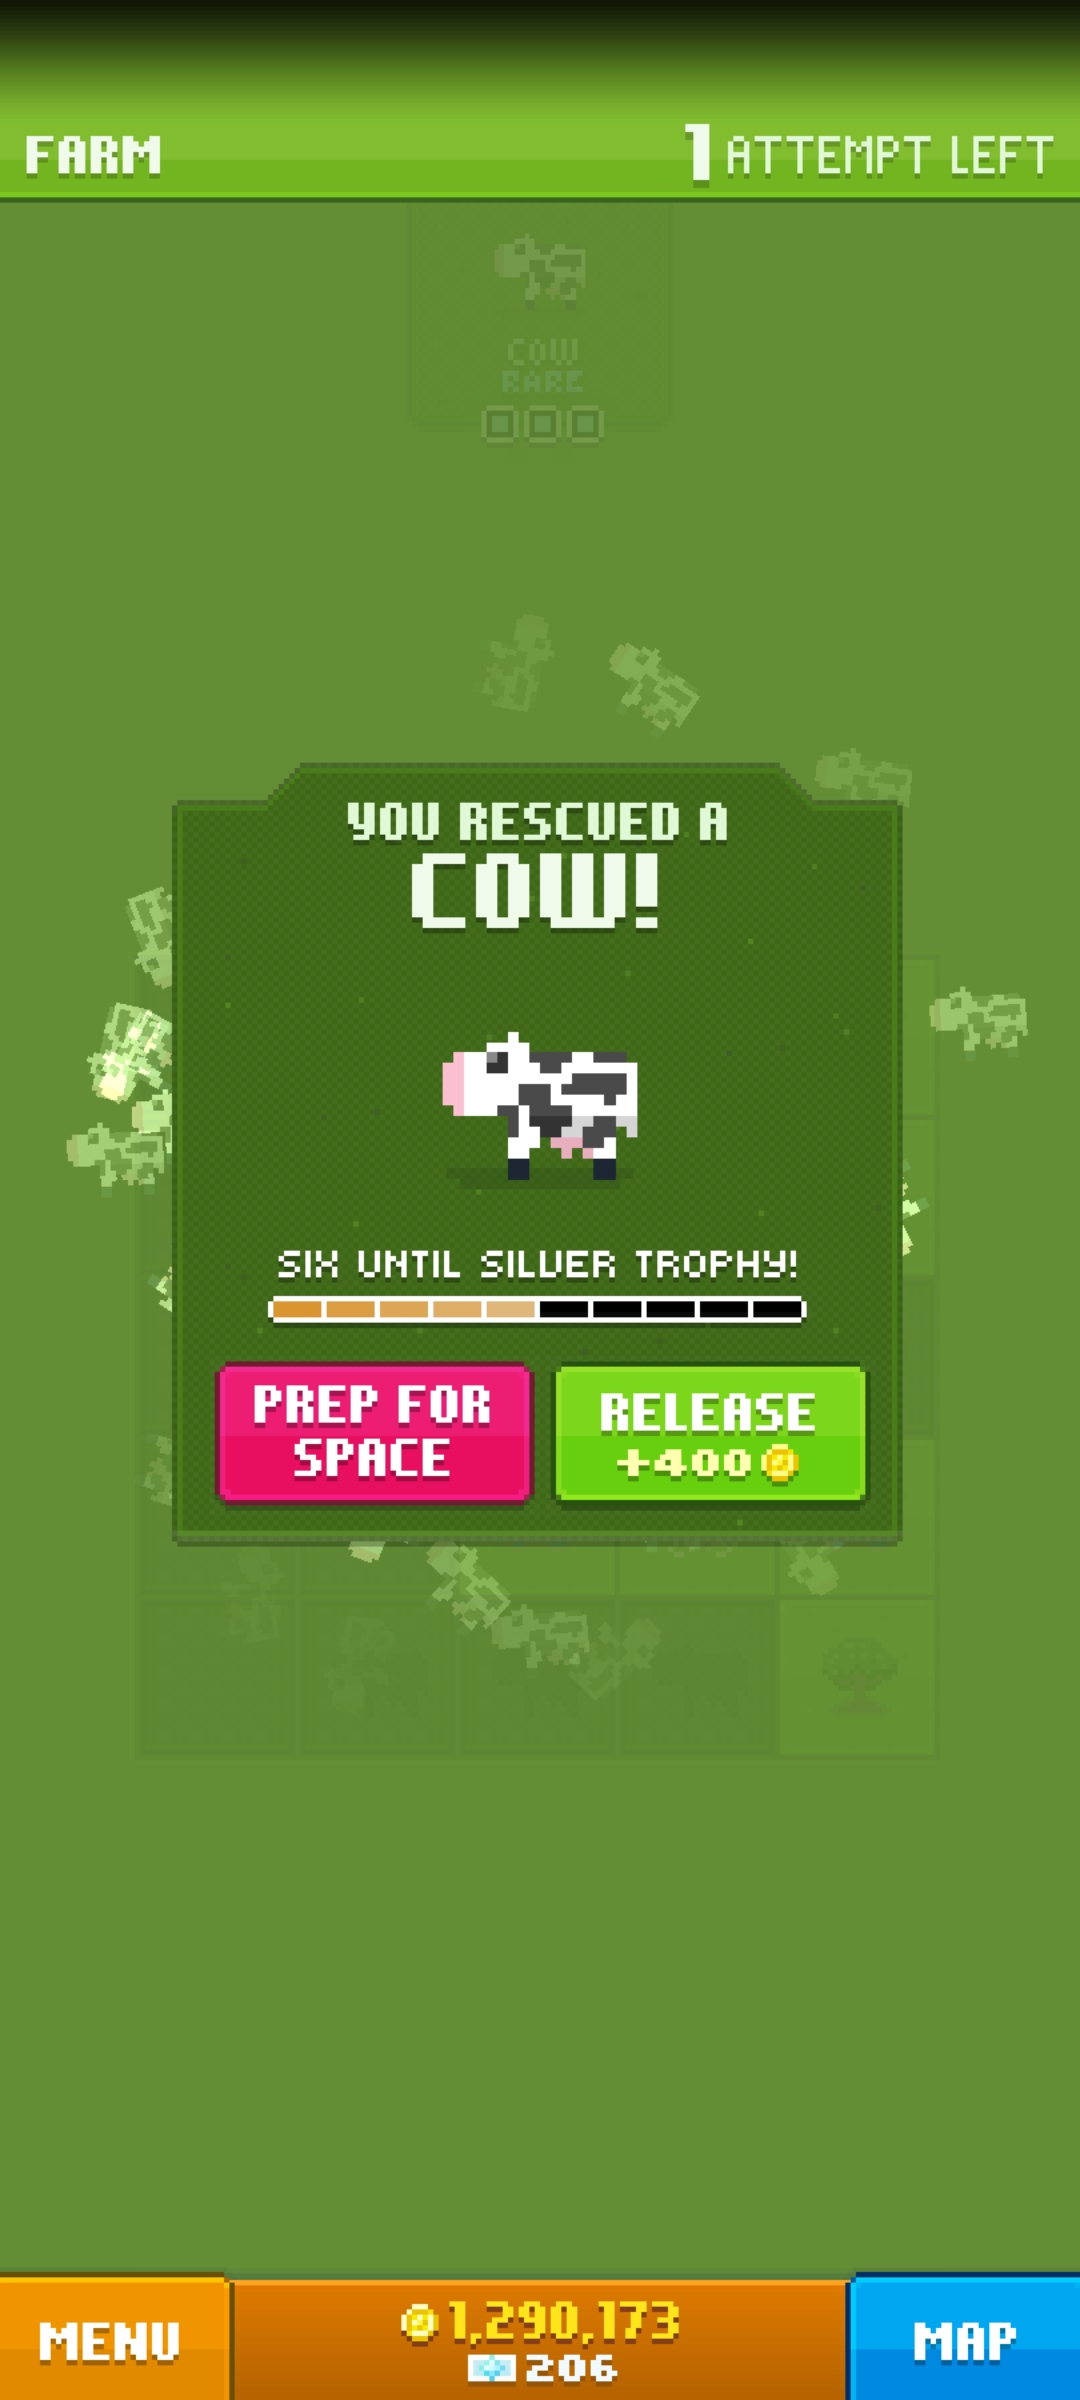 FARM
1 ATTEMPT LEFT
COW
RARE
YOU RESCUED A
COW!
SIX UNTIL SILVER TROPHY!
PREP FOR
SPACE
RELEASE
+400
MENU
1,290,173
206
MAP